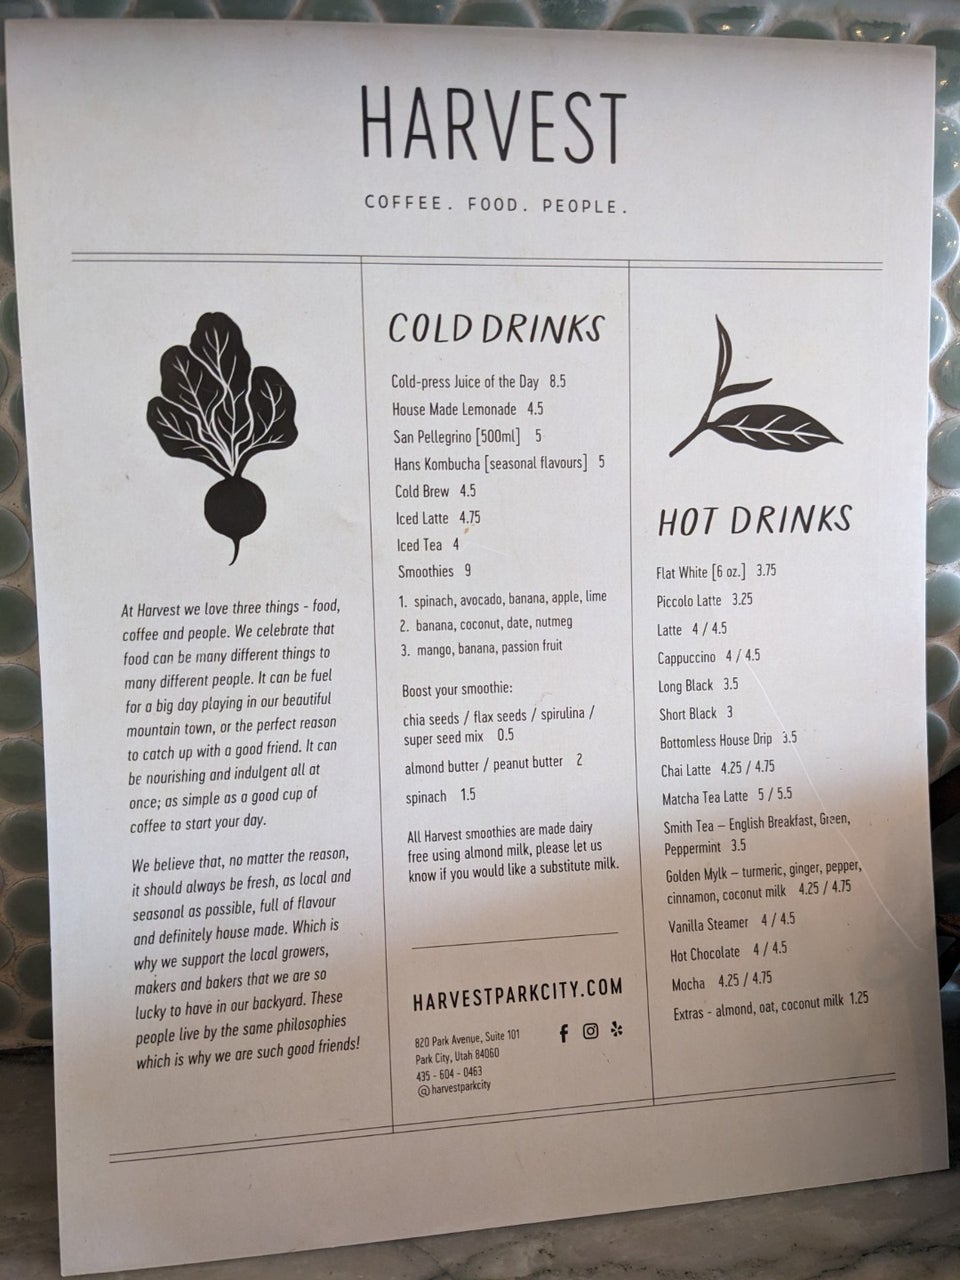 HARVEST
COFFEE. FOOD. PEOPLE.
At Harvest we love three things - food,
coffee and people. We celebrate that
food can be many different things to
many different people. It can be fuel
for a big day playing in our beautiful
mountain town, or the perfect reason
to catch up with a good friend. It can
be nourishing and indulgent all at
once; as simple as a good cup of
coffee to start your day.
We believe that, no matter the reason,
it should always be fresh, as local and
seasonal as possible, full of flavour
and definitely house made. Which is
why we support the local growers,
makers and bakers that we are so
lucky to have in our backyard. These
people live by the same philosophies
which is why we are such good friends!
COLD DRINKS
Cold-press Juice of the Day 8.5
House Made Lemonade 4.5
San Pellegrino [500ml] 5
Hans Kombucha [seasonal flavours] 5
Cold Brew 4.5
Iced Latte 4.75
Iced Tea 4
Smoothies 9
1. spinach, avocado, banana, apple, lime
2. banana, coconut, date, nutmeg
3. mango, banana, passion fruit
Boost your smoothie:
chia seeds / flax seeds / spirulina /
super seed mix 0.5
almond butter / peanut butter 2
spinach 1.5
All Harvest smoothies are made dairy
free using almond milk, please let us
know if you would like a substitute milk.
HARVESTPARKCITY.COM
820 Park Avenue, Suite 101
Park City, Utah 84060
435 - 604 - 0463
@harvestparkcity
HOT DRINKS
Flat White [6 oz.] 3.75
Piccolo Latte 3.25
Latte 4 / 4.5
Cappuccino 4 / 4.5
Long Black 3.5
Short Black 3
Bottomless House Drip 3.5
Chai Latte 4.25 / 4.75
Matcha Tea Latte 5 / 5.5
Smith Tea – English Breakfast, Green,
Peppermint 3.5
Golden Mylk – turmeric, ginger, pepper,
cinnamon, coconut milk 4.25 / 4.75
Vanilla Steamer 4 / 4.5
Hot Chocolate 4 / 4.5
Mocha 4.25 / 4.75
Extras - almond, oat, coconut milk 1.25